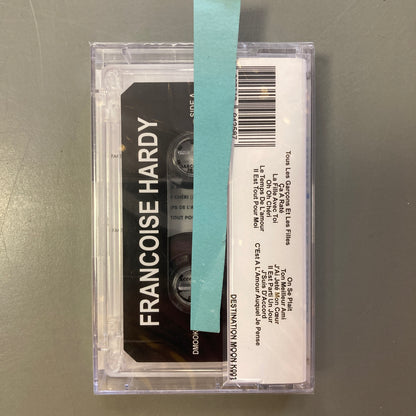 FRANCOISE HARDY
SIDE A
Tous Les Garçons Et Les Filles
Ça A Raté
La Fille Avec Toi
Oh Oh Chéri
Le Temps De L'amour
Il Est Tout Pour Moi
On Se Plaît
Ton Meilleur Ami
J'Ai Jeté Mon Cœur
Il Est Parti Un Jour
J'Suis D'Accord
C'Est A L'Amour Auquel Je Pense
DESTINATION MOON K001